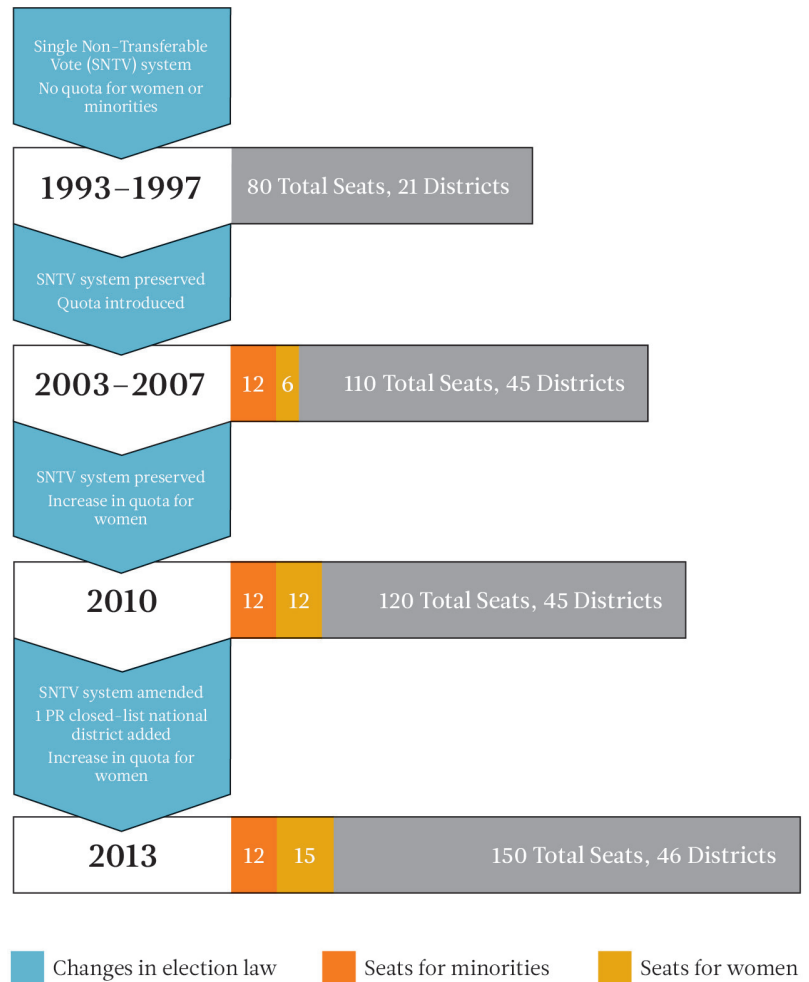 Single Non-Transferable
Vote (SNTV) system
No quota for women or
minorities
1993–1997
80 Total Seats, 21 Districts
SNTV system preserved
Quota introduced
2003–2007
12
6
110 Total Seats, 45 Districts
SNTV system preserved
Increase in quota for
women
2010
12
12
120 Total Seats, 45 Districts
SNTV system amended
1 PR closed-list national
district added
Increase in quota for
women
2013
12
15
150 Total Seats, 46 Districts
Changes in election law
Seats for minorities
Seats for women